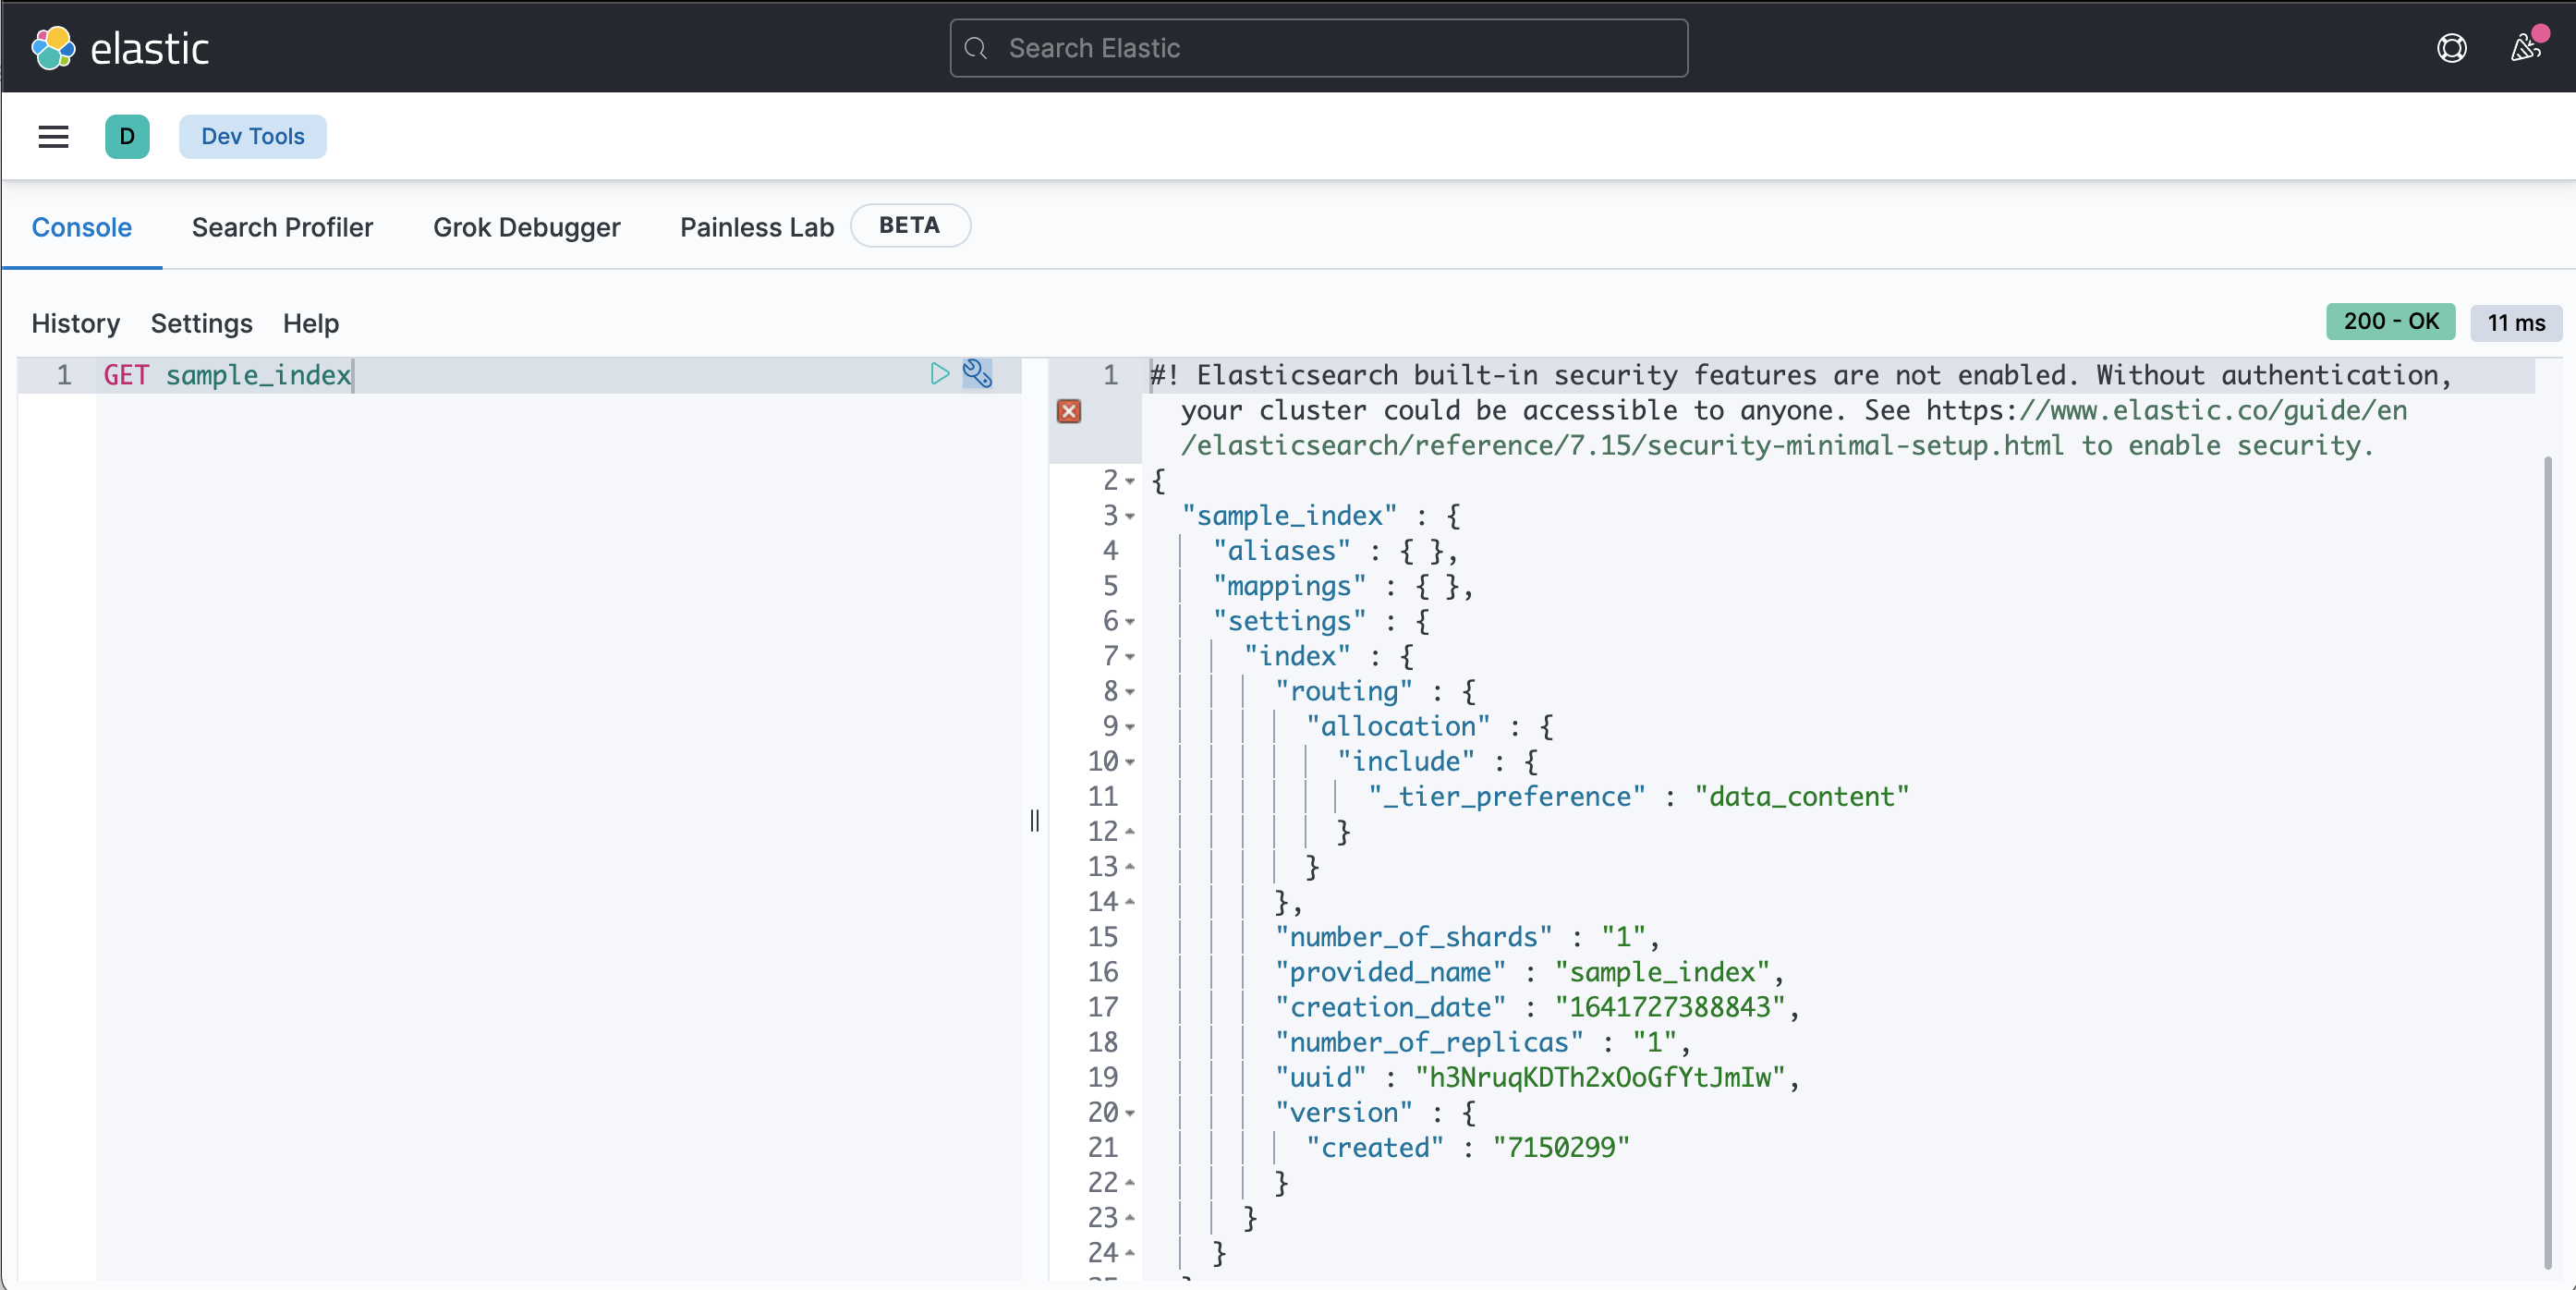 elastic
Search Elastic
D
Dev Tools
Console Search Profiler Grok Debugger Painless Lab BETA
History Settings Help
200 - OK 11 ms
1 GET sample_index
1 #! Elasticsearch built-in security features are not enabled. Without authentication,
your cluster could be accessible to anyone. See https://www.elastic.co/guide/en
/elasticsearch/reference/7.15/security-minimal-setup.html to enable security.
2 {
3 "sample_index" : {
4 "aliases" : { },
5 "mappings" : { },
6 "settings" : {
7 "index" : {
8 "routing" : {
9 "allocation" : {
10 "include" : {
11 "_tier_preference" : "data_content"
12 }
13 }
14 },
15 "number_of_shards" : "1",
16 "provided_name" : "sample_index",
17 "creation_date" : "1641727388843",
18 "number_of_replicas" : "1",
19 "uuid" : "h3NruqKDTh2xOoGfYtJmIw",
20 "version" : {
21 "created" : "7150299"
22 }
23 }
24 }